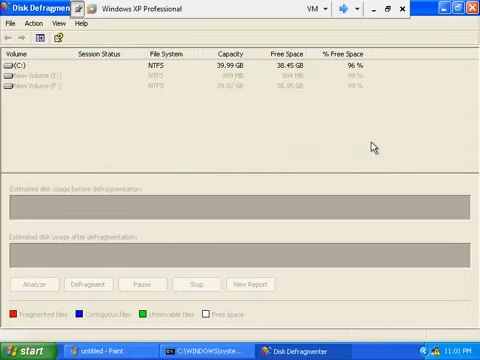 Disk Defragmen
Windows XP Professional
VM
File Action View Help
Volume Session Status File System Capacity Free Space % Free Space
(C:) NTFS 39.99 GB 38.45 GB 96 %
New Volume (E:) NTFS 999 MB 994 MB 99 %
New Volume (F:) NTFS 39.02 GB 38.95 GB 99 %
Estimated disk usage before defragmentation:
Estimated disk usage after defragmentation:
Analyze Defragment Pause Stop View Report
Fragmented files Contiguous files Unmovable files Free space
start untitled - Paint C:\WINDOWS\syste... Disk Defragmenter 11:01 PM